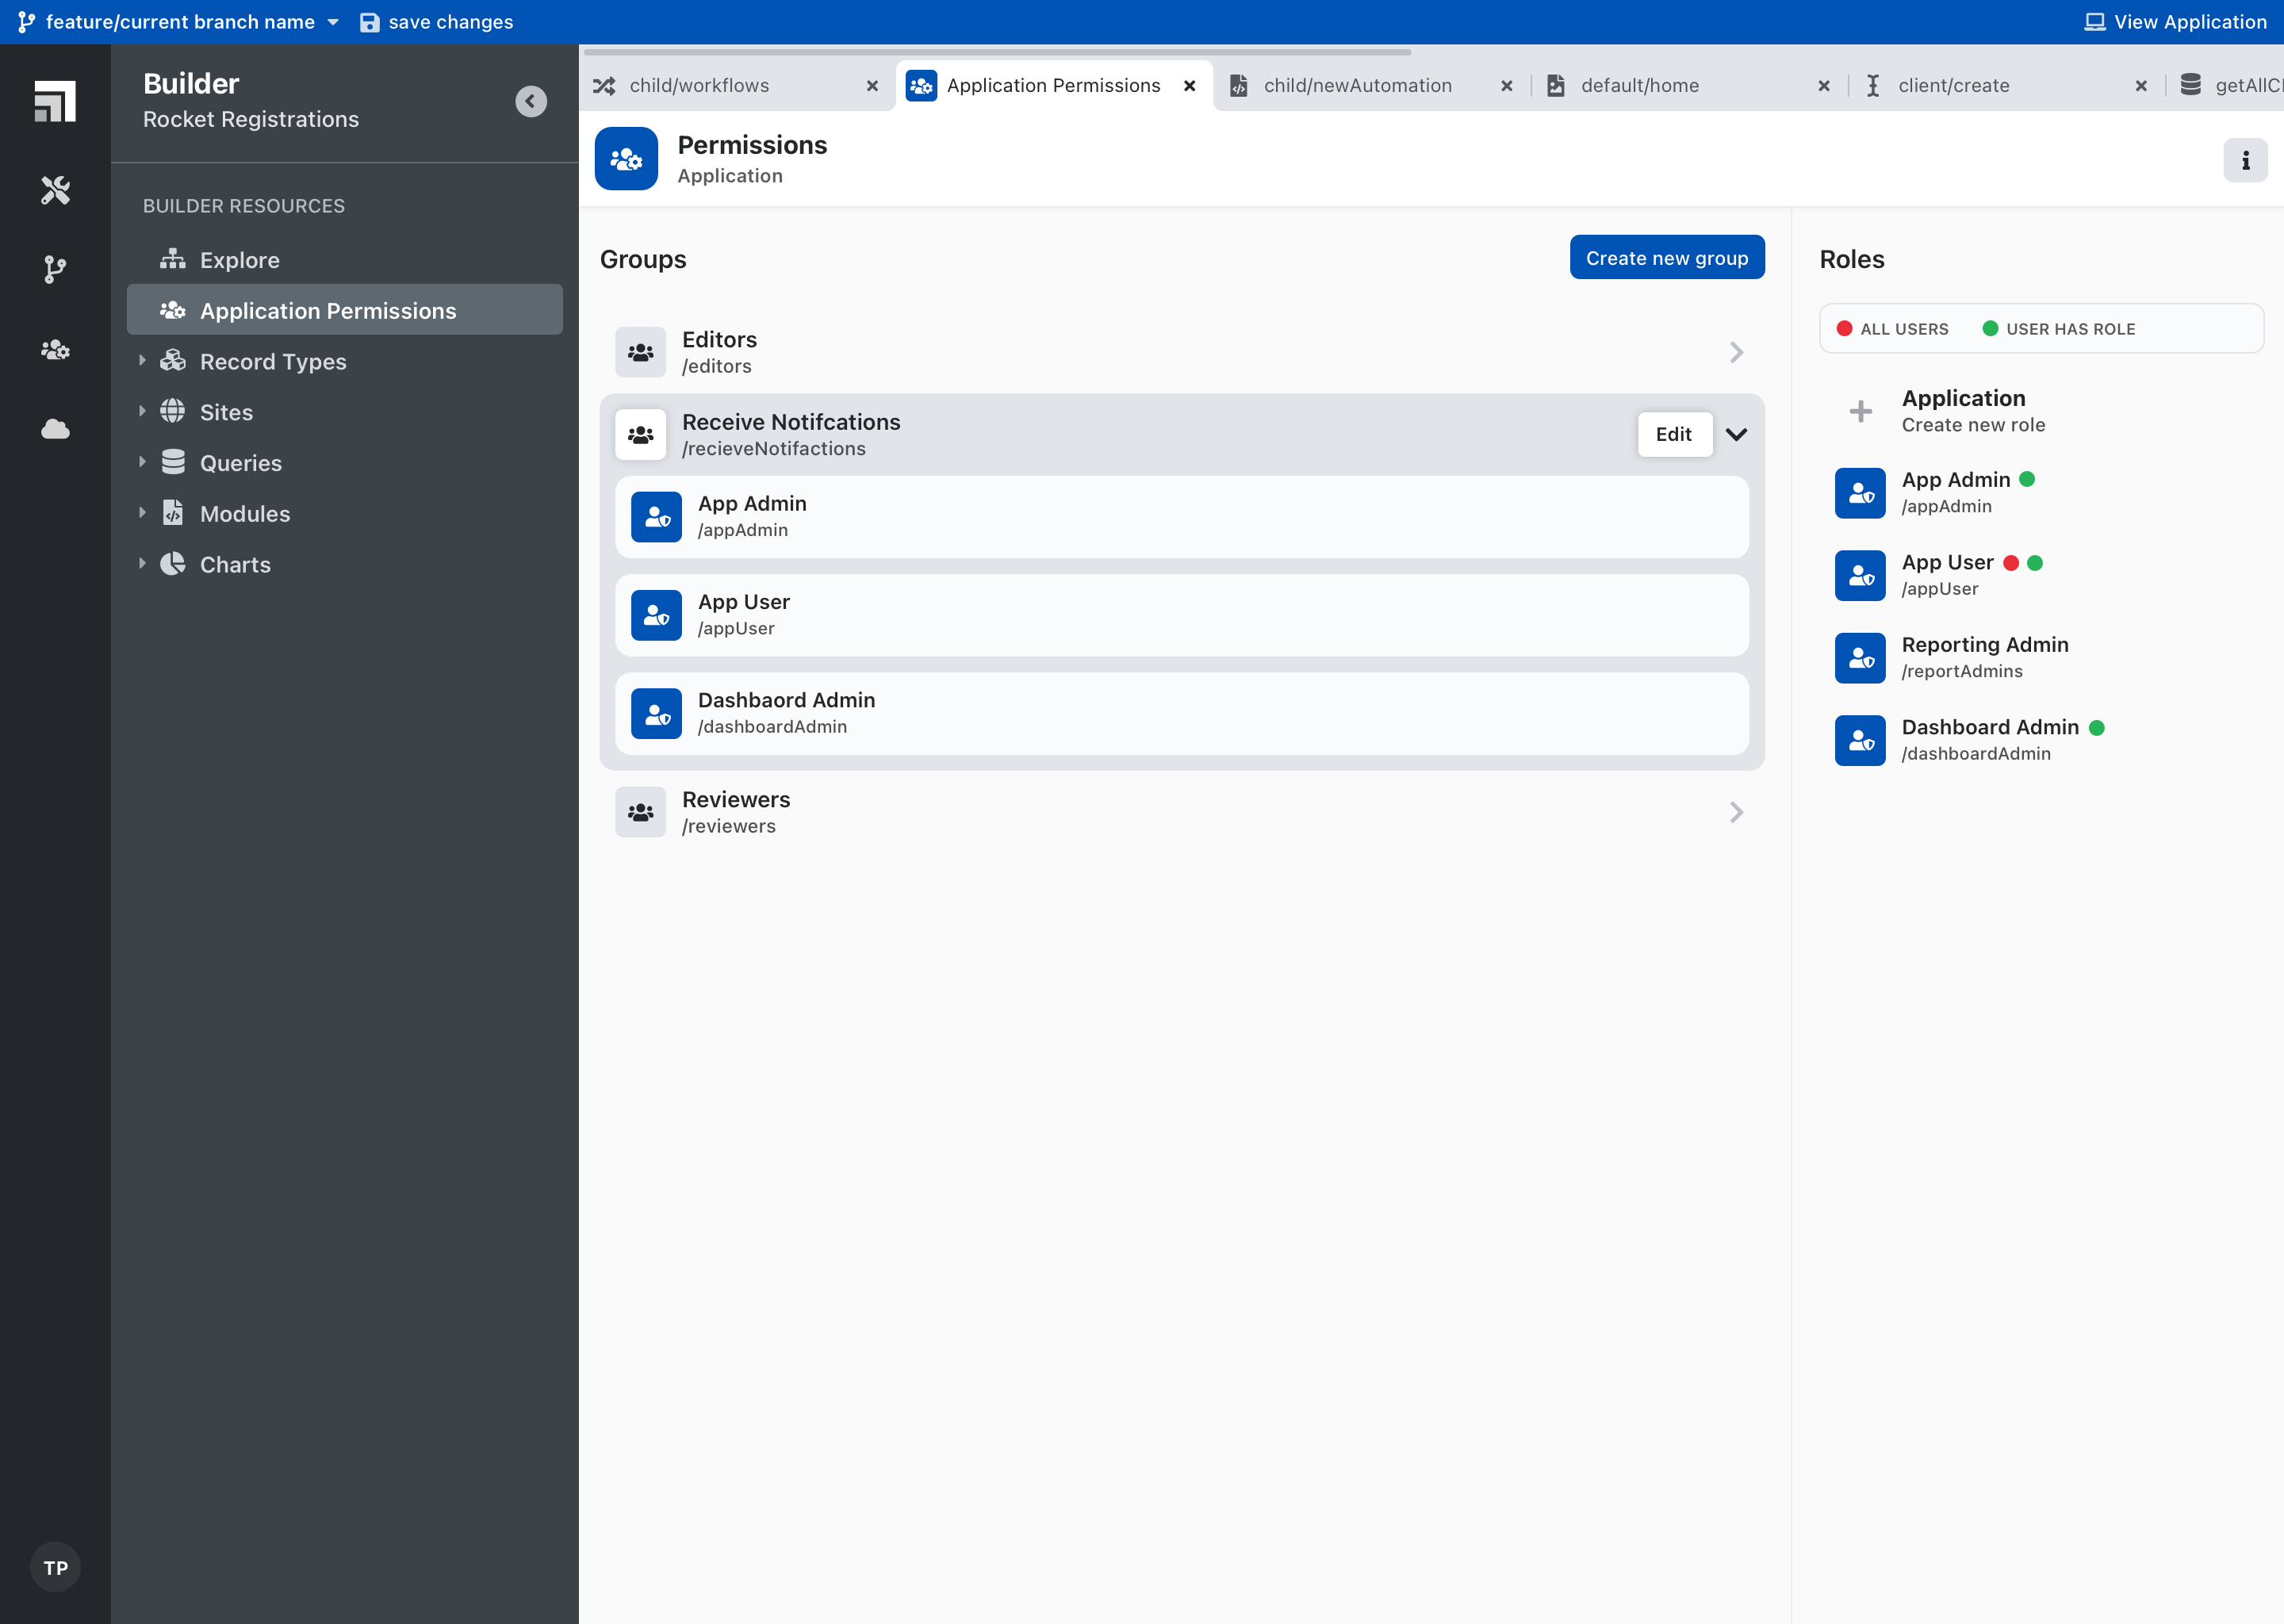 feature/current branch name
save changes
View Application
Builder
Rocket Registrations
BUILDER RESOURCES
Explore
Application Permissions
Record Types
Sites
Queries
Modules
Charts
TP
child/workflows
Application Permissions
child/newAutomation
default/home
client/create
getAllCl
Permissions
Application
Groups
Create new group
Editors
/editors
Receive Notifcations
/recieveNotifactions
Edit
App Admin
/appAdmin
App User
/appUser
Dashbaord Admin
/dashboardAdmin
Reviewers
/reviewers
Roles
ALL USERS
USER HAS ROLE
Application
Create new role
App Admin
/appAdmin
App User
/appUser
Reporting Admin
/reportAdmins
Dashboard Admin
/dashboardAdmin